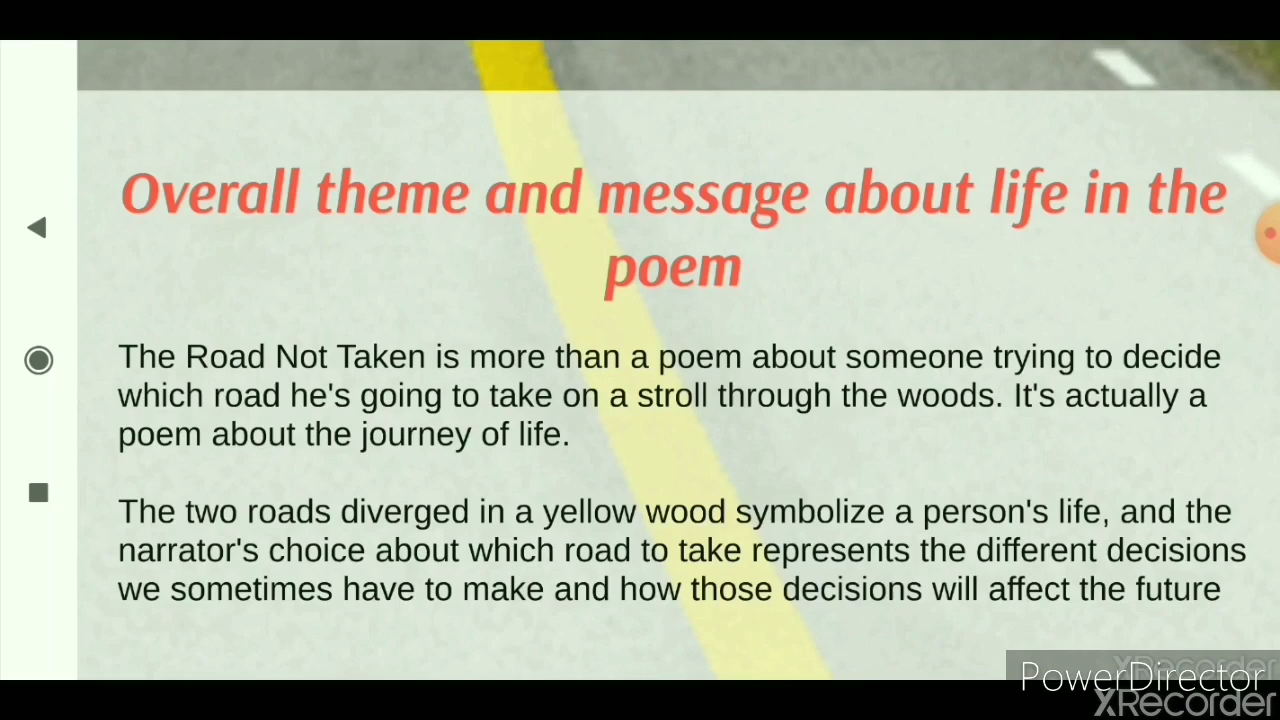 Overall theme and message about life in the
poem
The Road Not Taken is more than a poem about someone trying to decide
which road he's going to take on a stroll through the woods. It's actually a
poem about the journey of life.
The two roads diverged in a yellow wood symbolize a person's life, and the
narrator's choice about which road to take represents the different decisions
we sometimes have to make and how those decisions will affect the future
XRecorder
PowerDirector
XRecorder